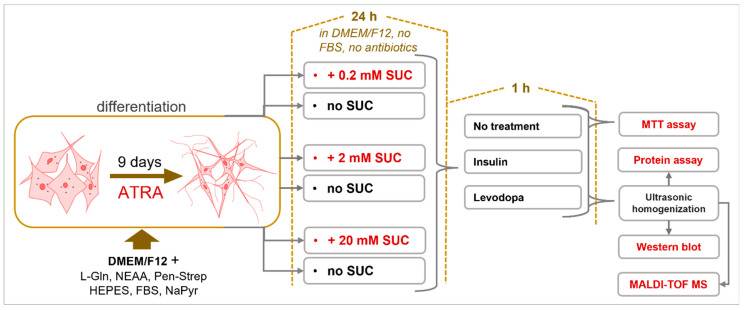 24 h
in DMEM/F12, no
FBS, no antibiotics
differentiation
9 days
ATRA
DMEM/F12 +
L-Gln, NEAA, Pen-Strep
HEPES, FBS, NaPyr
• + 0.2 mM SUC
• no SUC
• + 2 mM SUC
• no SUC
• + 20 mM SUC
• no SUC
1 h
No treatment
Insulin
Levodopa
MTT assay
Protein assay
Ultrasonic
homogenization
Western blot
MALDI-TOF MS